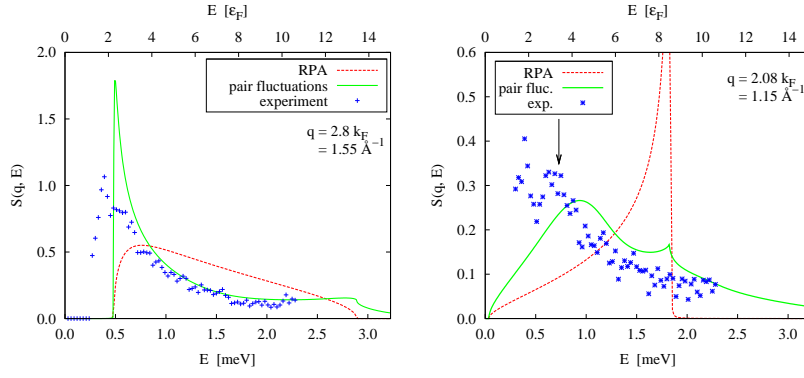 E [ε_F]
0 2 4 6 8 10 12 14
2.0
1.5
1.0
0.5
0.0
S(q, E)
RPA
pair fluctuations
experiment
q = 2.8 k_F
= 1.55 Å⁻¹
0.0 0.5 1.0 1.5 2.0 2.5 3.0
E [meV]
E [ε_F]
0 2 4 6 8 10 12 14
0.6
0.5
0.4
0.3
0.2
0.1
0.0
S(q, E)
RPA
pair fluc.
exp.
q = 2.08 k_F
= 1.15 Å⁻¹
0.0 0.5 1.0 1.5 2.0 2.5 3.0
E [meV]